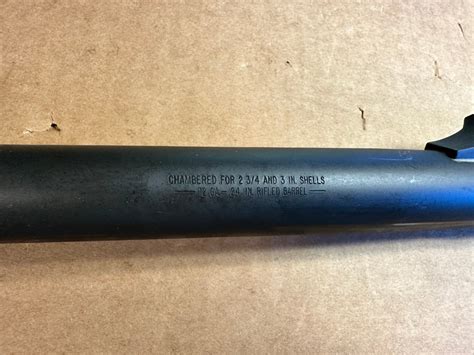 CHAMBERED FOR 2 3/4 AND 3 IN. SHELLS
12 GA - 24 IN. RIFLED BARREL